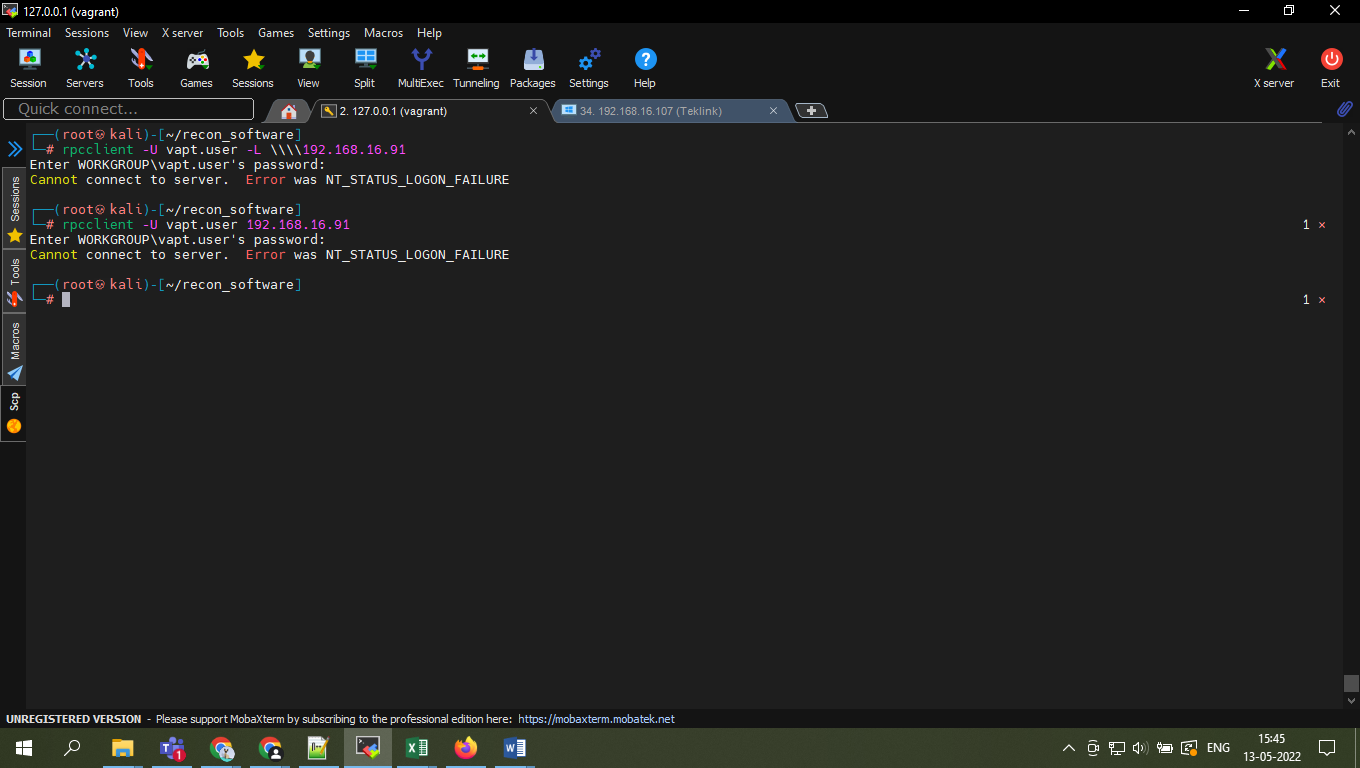 127.0.0.1 (vagrant)
Terminal Sessions View X server Tools Games Settings Macros Help
Session Servers Tools Games Sessions View Split MultiExec Tunneling Packages Settings Help X server Exit
Quick connect... 2. 127.0.0.1 (vagrant) 34. 192.168.16.107 (Teklink)
┌──(root💀kali)-[~/recon_software]
└─# rpcclient -U vapt.user -L \\\\192.168.16.91
Enter WORKGROUP\vapt.user's password:
Cannot connect to server.  Error was NT_STATUS_LOGON_FAILURE
┌──(root💀kali)-[~/recon_software]
└─# rpcclient -U vapt.user 192.168.16.91 1 ⨯
Enter WORKGROUP\vapt.user's password:
Cannot connect to server.  Error was NT_STATUS_LOGON_FAILURE
┌──(root💀kali)-[~/recon_software]
└─# 1 ⨯
Sessions
Tools
Macros
Scp
UNREGISTERED VERSION - Please support MobaXterm by subscribing to the professional edition here: https://mobaxterm.mobatek.net
1
ENG
15:45
13-05-2022